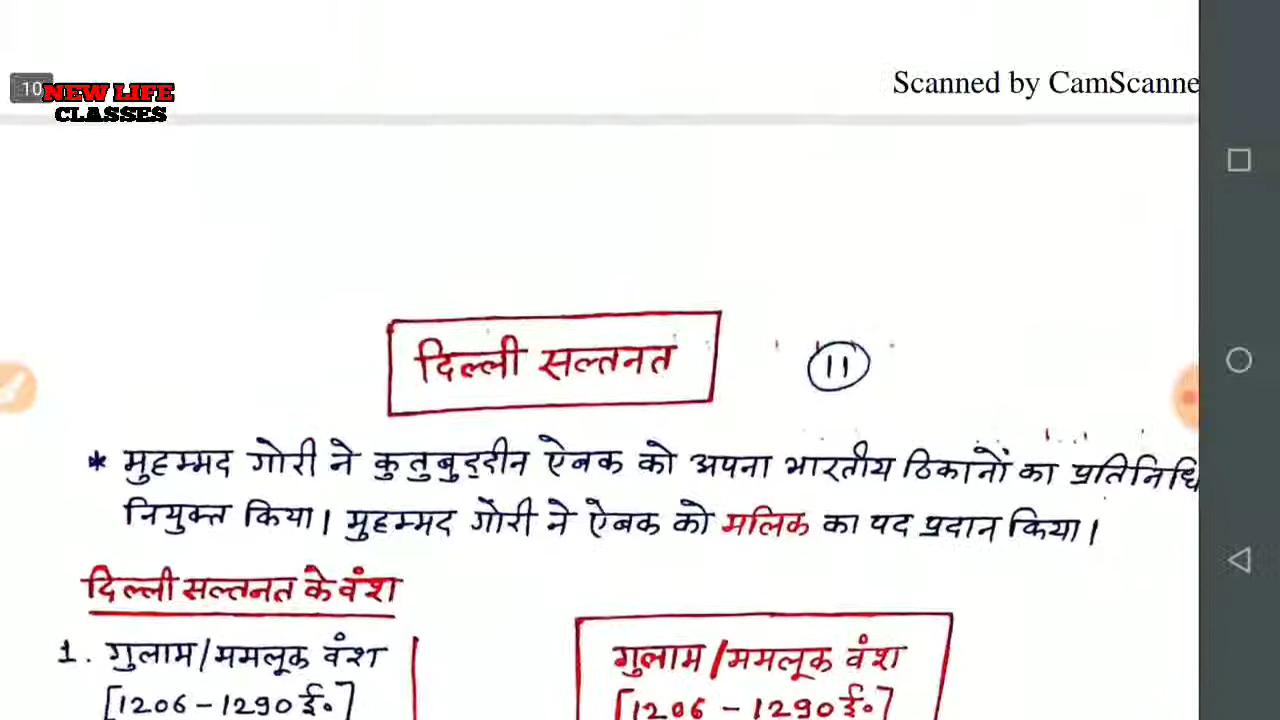 10
NEW LIFE
CLASSES
Scanned by CamScanne
दिल्ली सल्तनत
11
* मुहम्मद गोरी ने कुतुबुद्दीन ऐबक को अपना भारतीय ठिकानों का प्रतिनिधि
नियुक्त किया। मुहम्मद गोरी ने ऐबक को मलिक का पद प्रदान किया।
दिल्ली सल्तनत के वंश
1. गुलाम/ममलूक वंश
[1206 - 1290 ई॰]
गुलाम/ममलूक वंश
[1206 - 1290 ई॰]